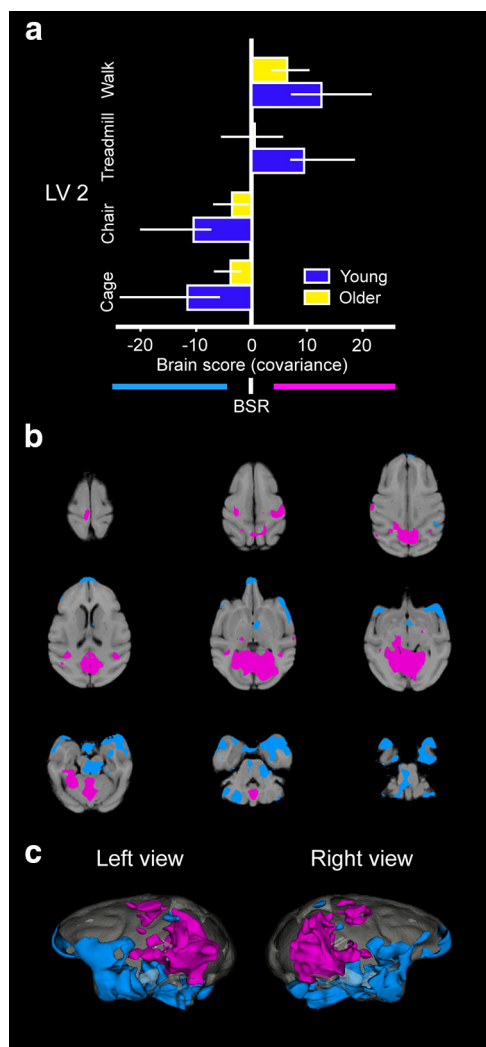 a
Walk
Treadmill
LV 2
Chair
Cage
Young
Older
-20 -10 0 10 20
Brain score (covariance)
BSR
b
c
Left view Right view